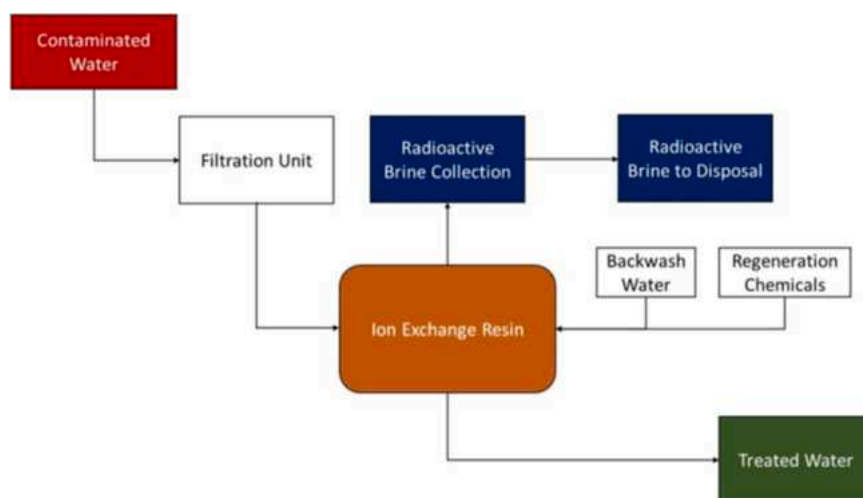 Contaminated
Water
Filtration Unit
Radioactive
Brine Collection
Radioactive
Brine to Disposal
Backwash
Water
Regeneration
Chemicals
Ion Exchange Resin
Treated Water